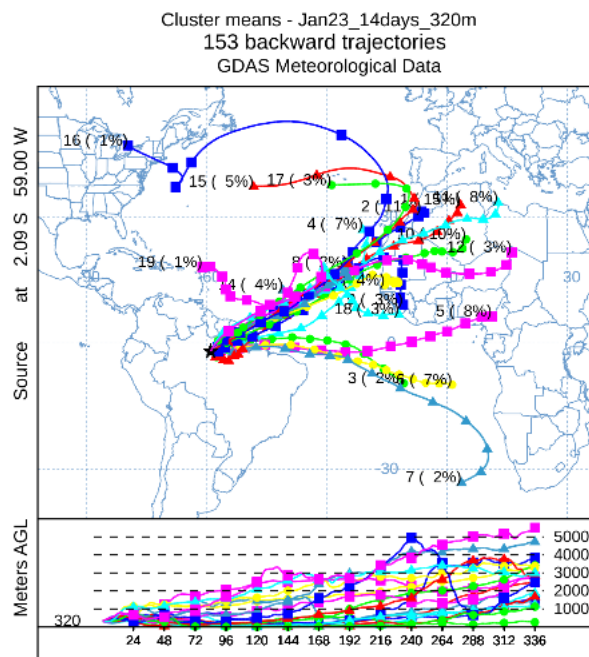 Cluster means - Jan23_14days_320m
153 backward trajectories
GDAS Meteorological Data
Source at 2.09 S 59.00 W
16 ( 1%)
15 ( 5%)
17 ( 3%)
4 ( 7%)
8%)
10%)
12 ( 3%)
19 ( 1%)
4%)
18 ( 3%)
5 ( 8%)
3 ( 2%)
7%)
-30
30
7 ( 2%)
Meters AGL
5000
4000
3000
2000
1000
320
24 48 72 96 120 144 168 192 216 240 264 288 312 336